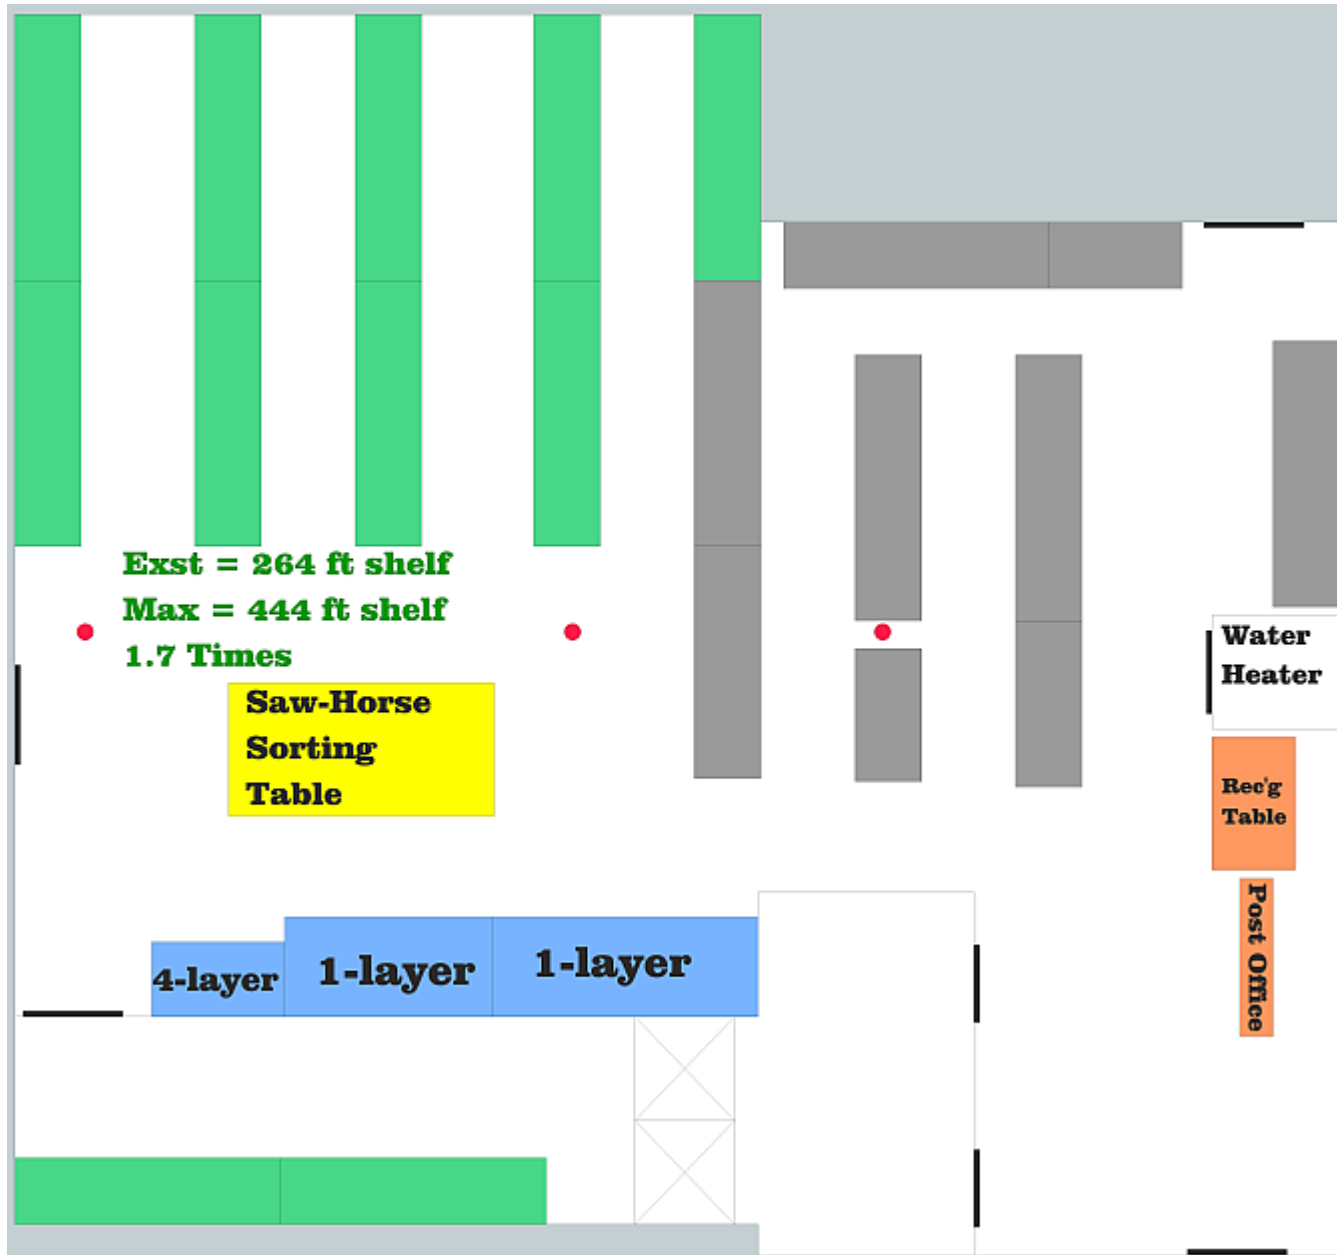 Exst = 264 ft shelf
Max = 444 ft shelf
1.7 Times
Water
Heater
Saw-Horse
Sorting
Table
Rec'g
Table
Post Office
4-layer
1-layer
1-layer